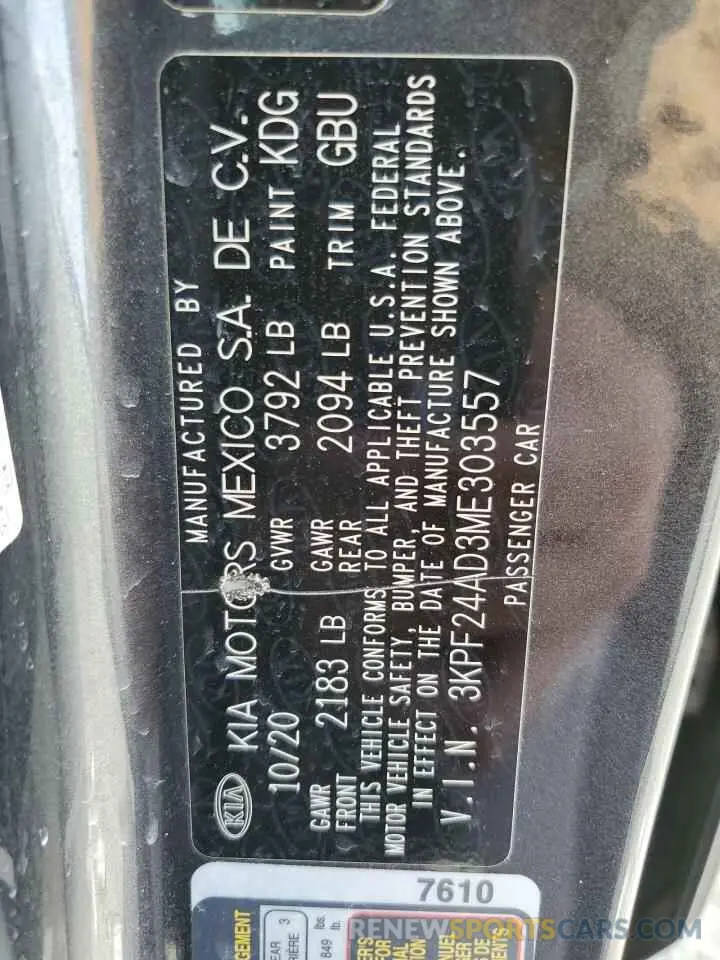 MANUFACTURED BY
KIA KIA MOTORS MEXICO S.A. DE C.V.
10/20 GVWR 3792 LB PAINT KDG
GAWR FRONT 2183 LB GAWR REAR 2094 LB TRIM GBU
THIS VEHICLE CONFORMS TO ALL APPLICABLE U.S.A. FEDERAL
MOTOR VEHICLE SAFETY, BUMPER, AND THEFT PREVENTION STANDARDS
IN EFFECT ON THE DATE OF MANUFACTURE SHOWN ABOVE.
V.I.N. 3KPF24AD3ME303557
PASSENGER CAR
7610
RENEWSPORTSCARS.COM